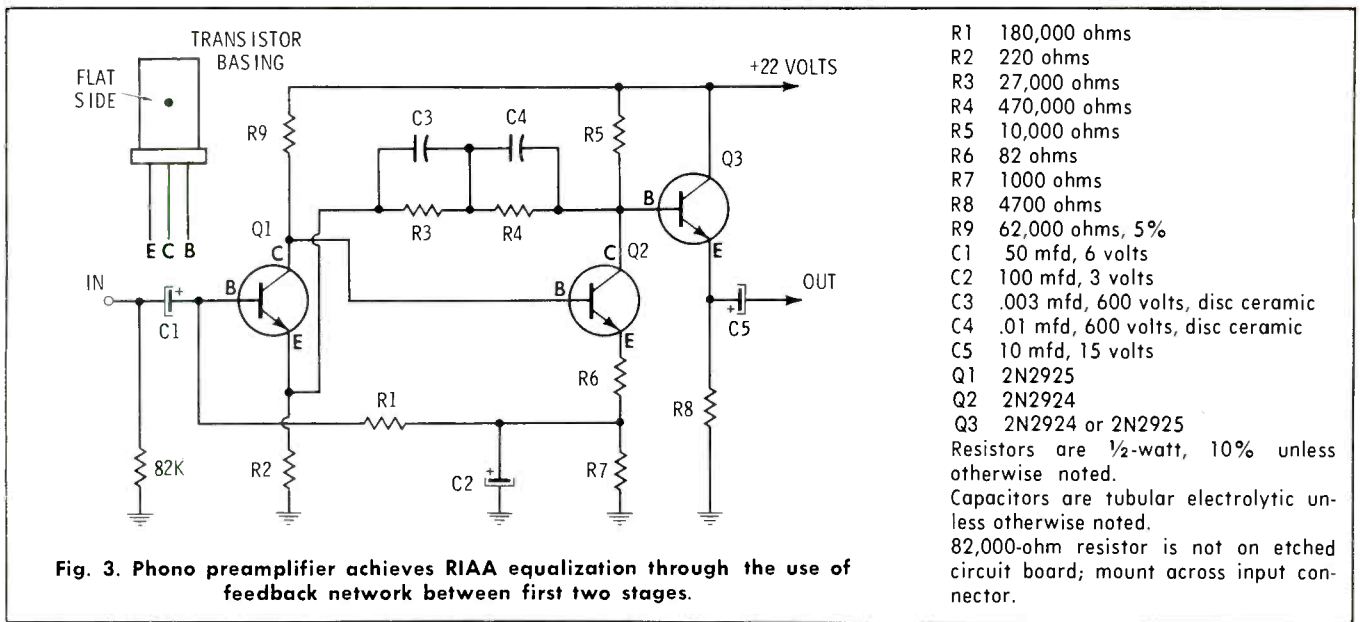 TRANSISTOR
BASING
FLAT
SIDE
E C B
+22 VOLTS
R9
C3
C4
R5
Q3
B
E
R3
R4
Q1
C
B
E
C
Q2
B
E
IN
+
C1
OUT
+
C5
R6
R1
R8
82K
R2
+
C2
R7
Fig. 3. Phono preamplifier achieves RIAA equalization through the use of
feedback network between first two stages.
R1 180,000 ohms
R2 220 ohms
R3 27,000 ohms
R4 470,000 ohms
R5 10,000 ohms
R6 82 ohms
R7 1000 ohms
R8 4700 ohms
R9 62,000 ohms, 5%
C1 50 mfd, 6 volts
C2 100 mfd, 3 volts
C3 .003 mfd, 600 volts, disc ceramic
C4 .01 mfd, 600 volts, disc ceramic
C5 10 mfd, 15 volts
Q1 2N2925
Q2 2N2924
Q3 2N2924 or 2N2925
Resistors are ½-watt, 10% unless
otherwise noted.
Capacitors are tubular electrolytic un-
less otherwise noted.
82,000-ohm resistor is not on etched
circuit board; mount across input con-
nector.